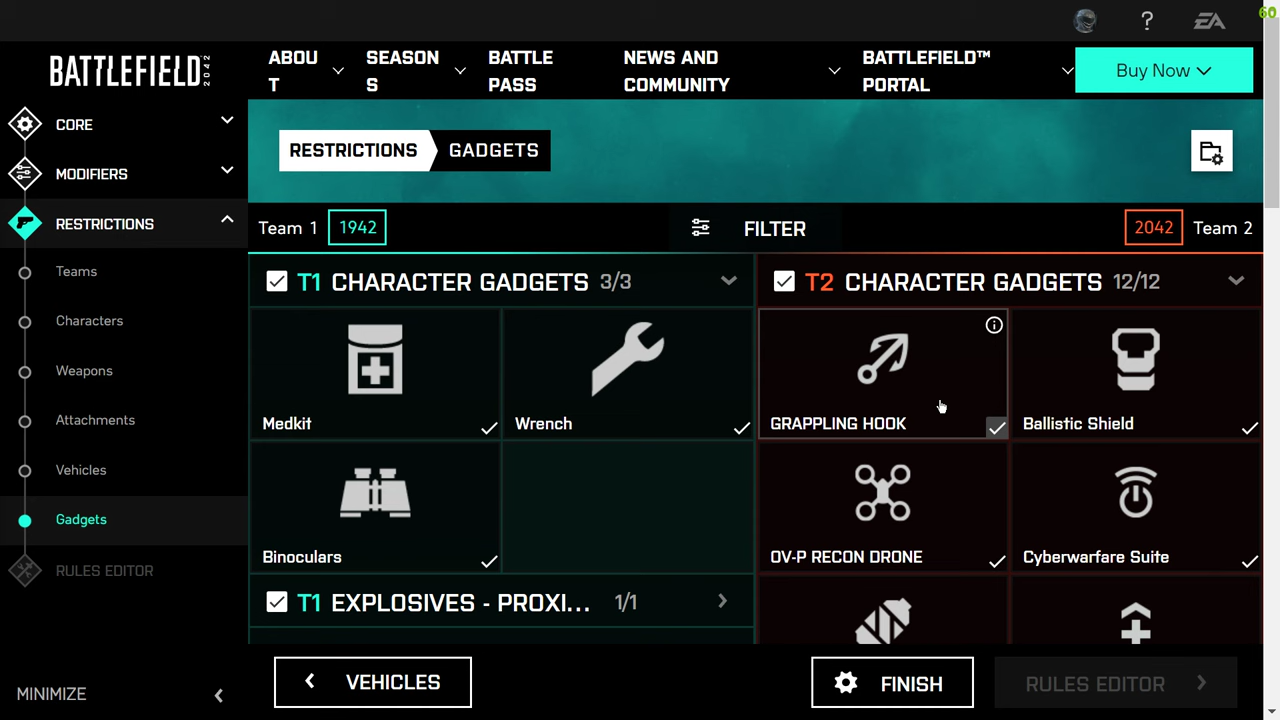 60
?
EA
BATTLEFIELD 2042
ABOU
T
SEASON
S
BATTLE
PASS
NEWS AND
COMMUNITY
BATTLEFIELD™
PORTAL
Buy Now
CORE
MODIFIERS
RESTRICTIONS
Teams
Characters
Weapons
Attachments
Vehicles
Gadgets
RULES EDITOR
MINIMIZE
RESTRICTIONS GADGETS
Team 1 1942
FILTER
2042 Team 2
T1 CHARACTER GADGETS 3/3
Medkit
Wrench
Binoculars
T1 EXPLOSIVES - PROXI... 1/1
T2 CHARACTER GADGETS 12/12
GRAPPLING HOOK
Ballistic Shield
OV-P RECON DRONE
Cyberwarfare Suite
VEHICLES
FINISH
RULES EDITOR